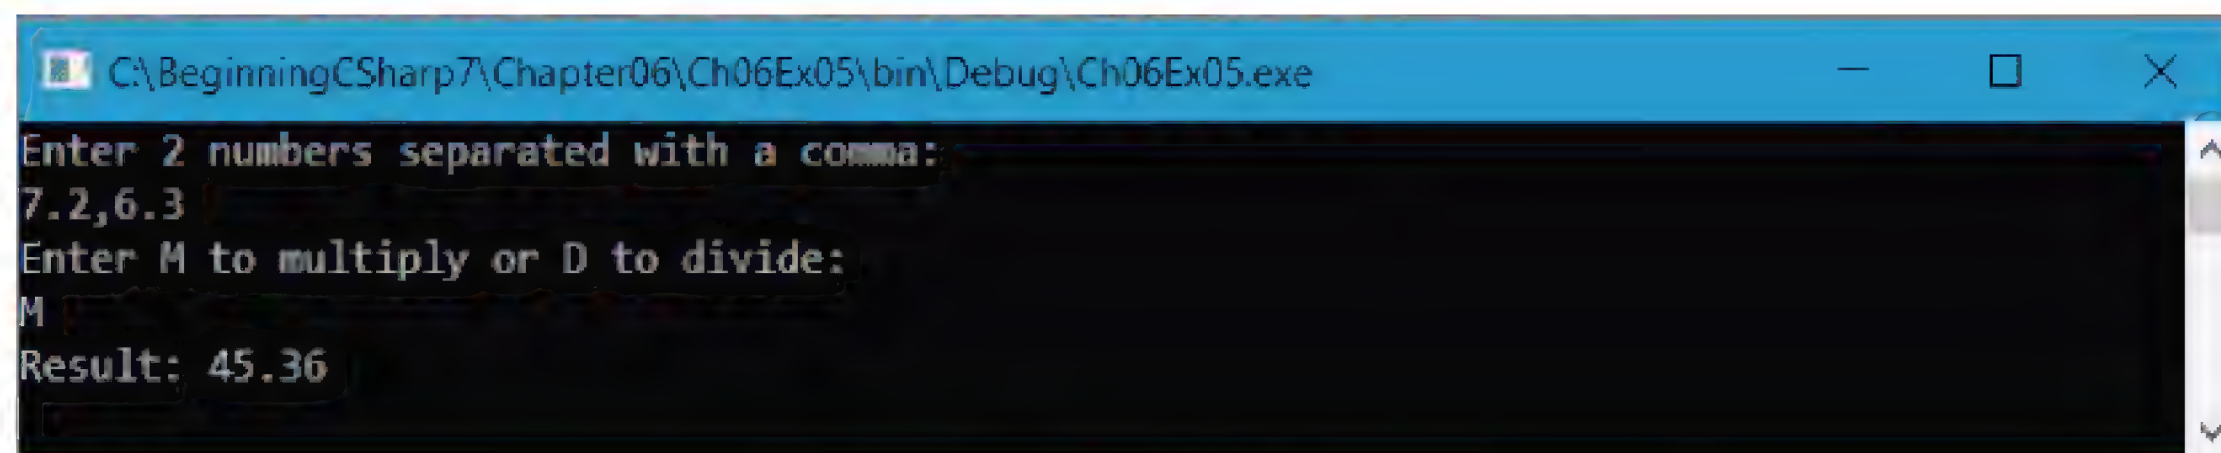 C:\BeginningCSharp7\Chapter06\Ch06Ex05\bin\Debug\Ch06Ex05.exe
Enter 2 numbers separated with a comma:
7.2,6.3
Enter M to multiply or D to divide:
M
Result: 45.36